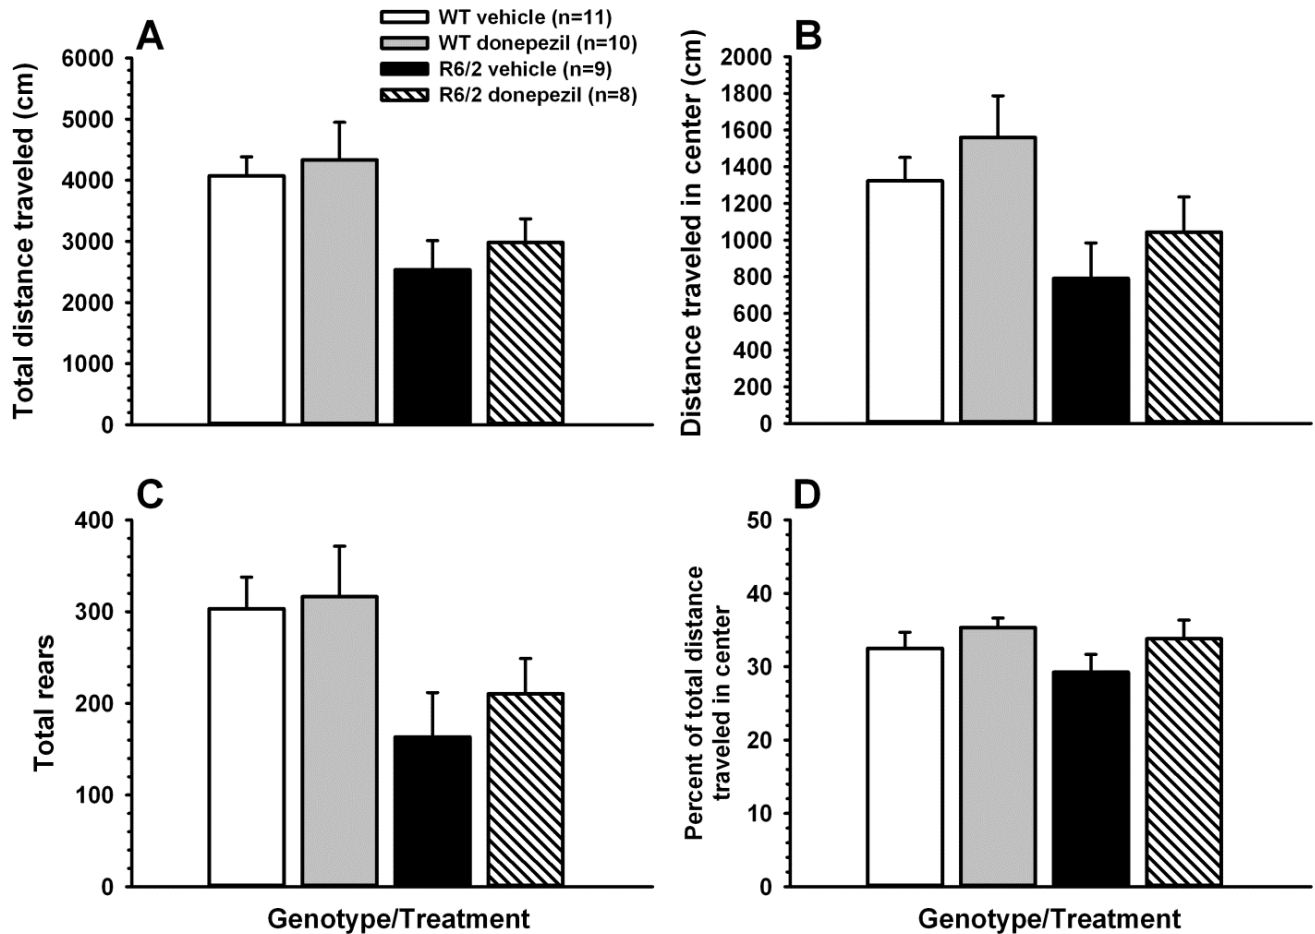 A
WT vehicle (n=11)
WT donepezil (n=10)
R6/2 vehicle (n=9)
R6/2 donepezil (n=8)
Total distance traveled (cm)
6000
5000
4000
3000
2000
1000
0
B
Distance traveled in center (cm)
2000
1800
1600
1400
1200
1000
800
600
400
200
0
C
Total rears
400
300
200
100
0
Genotype/Treatment
D
Percent of total distance
traveled in center
50
40
30
20
10
0
Genotype/Treatment